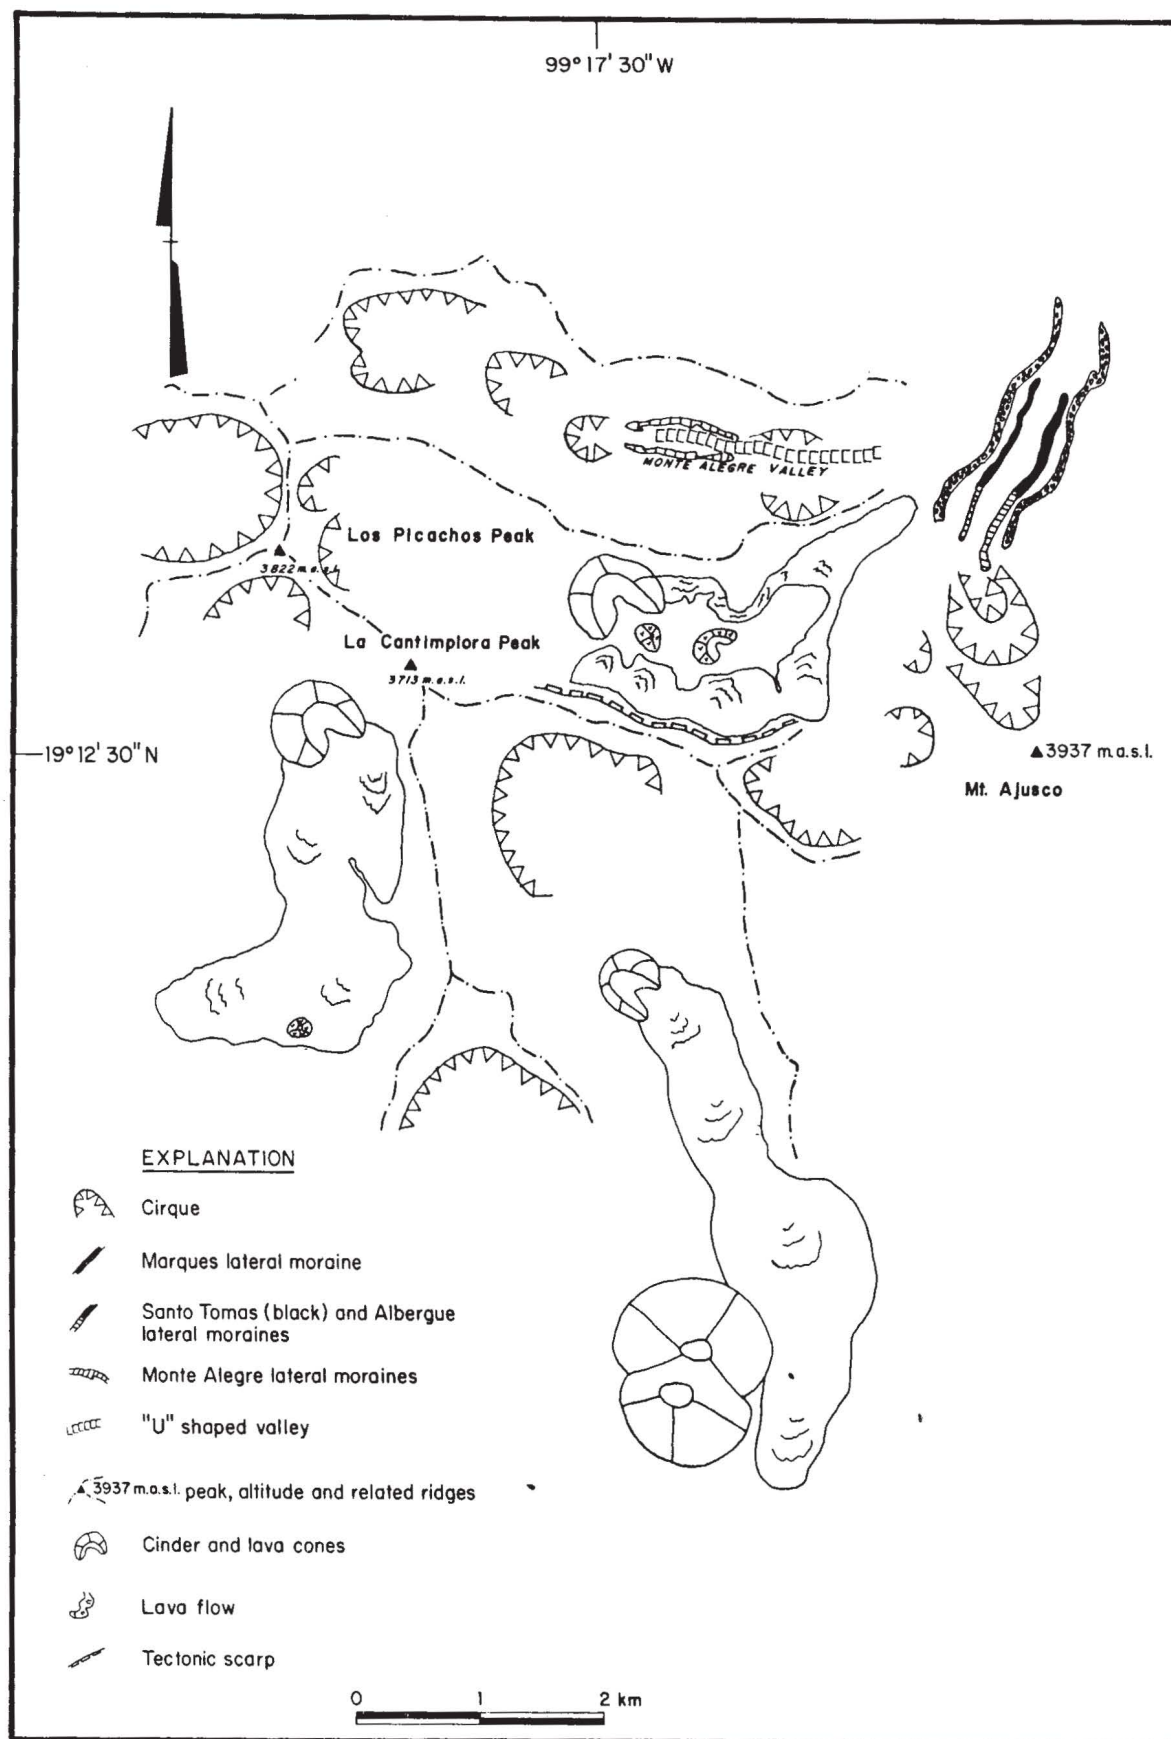 99° 17' 30" W
MONTE ALEGRE VALLEY
Los Picachos Peak
3822 m.a.s.l.
La Cantimplora Peak
3713 m.a.s.l.
19° 12' 30" N
3937 m.a.s.l.
Mt. Ajusco
EXPLANATION
Cirque
Marques lateral moraine
Santo Tomas (black) and Albergue
lateral moraines
Monte Alegre lateral moraines
"U" shaped valley
3937 m.a.s.l. peak, altitude and related ridges
Cinder and lava cones
Lava flow
Tectonic scarp
0 1 2 km